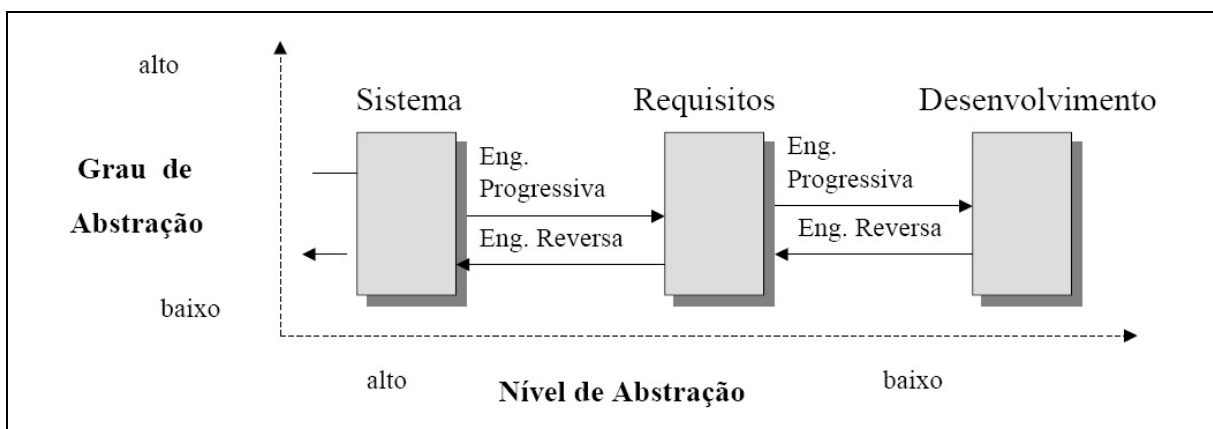 alto
Sistema
Requisitos
Desenvolvimento
Grau de
Abstração
Eng.
Progressiva
Eng. Reversa
Eng.
Progressiva
Eng. Reversa
baixo
alto
Nível de Abstração
baixo